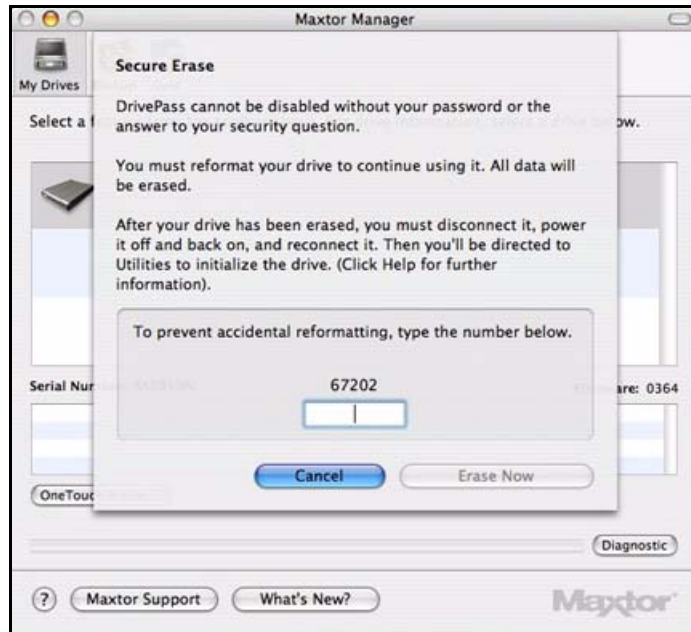 Maxtor Manager
My Drives
Secure Erase
DrivePass cannot be disabled without your password or the
answer to your security question.
Select a
ow.
You must reformat your drive to continue using it. All data will
be erased.
After your drive has been erased, you must disconnect it, power
it off and back on, and reconnect it. Then you'll be directed to
Utilities to initialize the drive. (Click Help for further
information).
To prevent accidental reformatting, type the number below.
67202
Serial Nu
are: 0364
Cancel
Erase Now
OneTouc
Diagnostic
?
Maxtor Support
What's New?
Maxtor